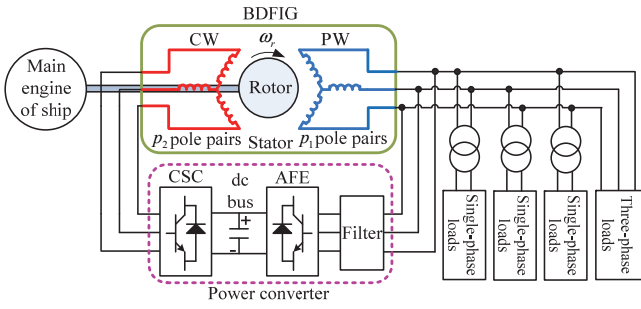 BDFIG
CW
ωr
PW
Main
engine
of ship
Rotor
p2 pole pairs
Stator
p1 pole pairs
CSC
dc
bus
AFE
+
-
Filter
Power converter
Single-phase
loads
Single-phase
loads
Single-phase
loads
Three-phase
loads